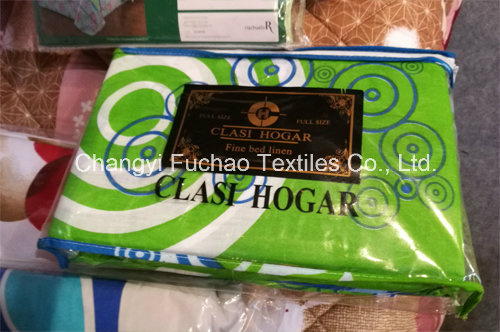 FULL SIZE
FULL SIZE
CLASI HOGAR
Fine bed linen
Changyi Fuchao Textiles Co., Ltd.
CLASI HOGAR